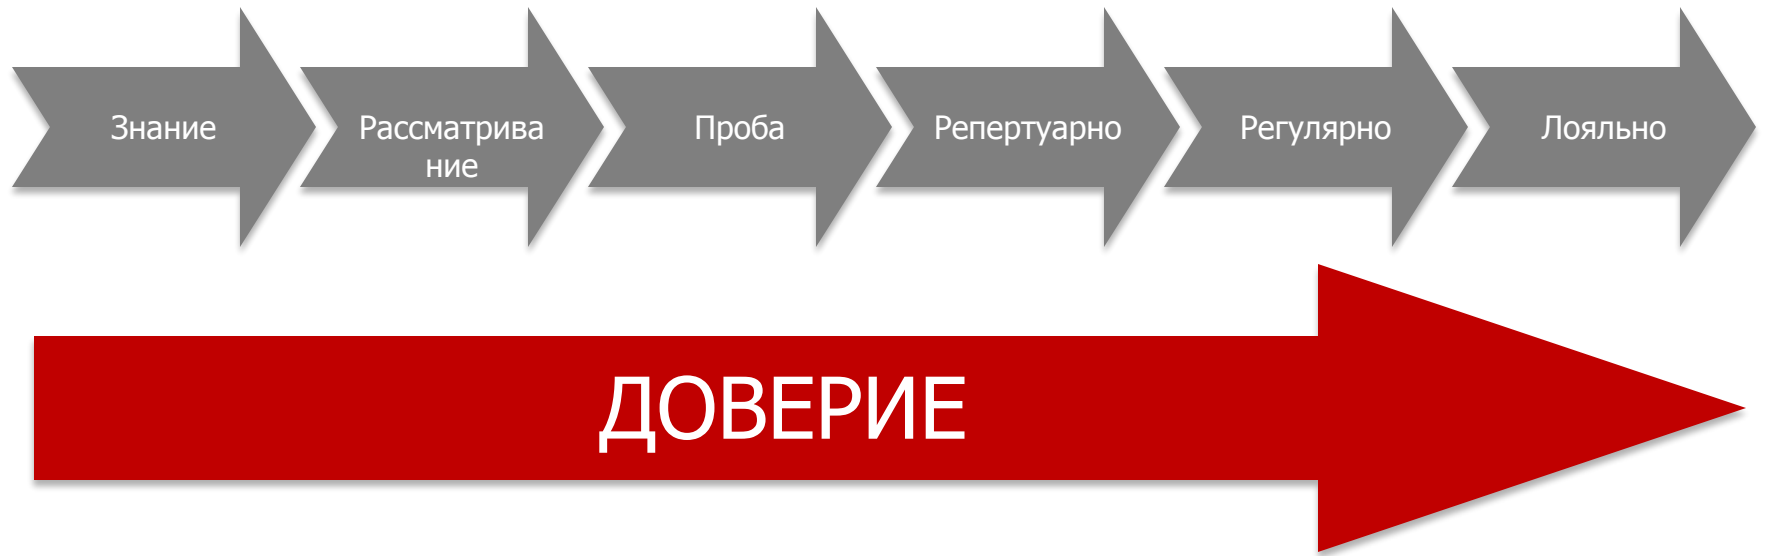 Знание
Рассматрива
ние
Проба
Репертуарно
Регулярно
Лояльно
ДОВЕРИЕ